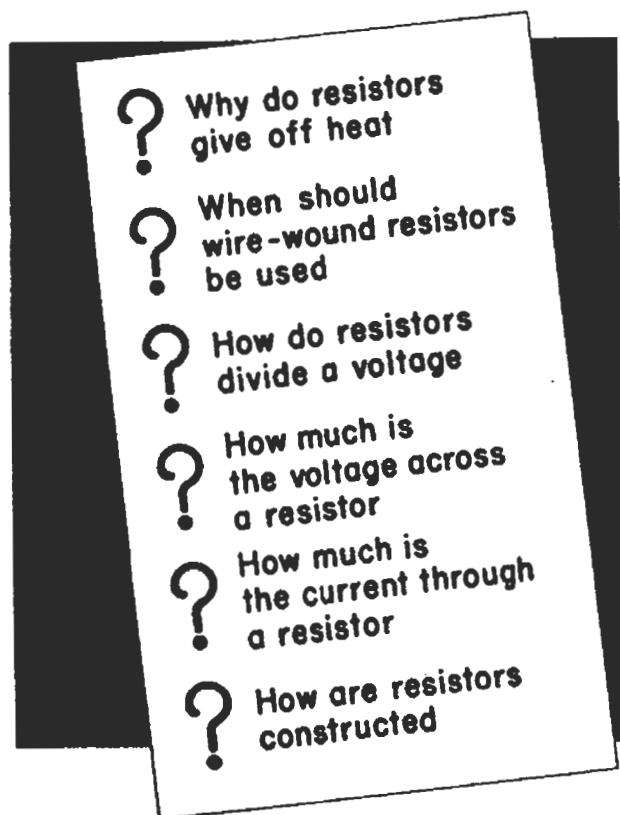 ? Why do resistors
give off heat
? When should
wire-wound resistors
be used
? How do resistors
divide a voltage
? How much is
the voltage across
a resistor
? How much is
the current through
a resistor
? How are resistors
constructed